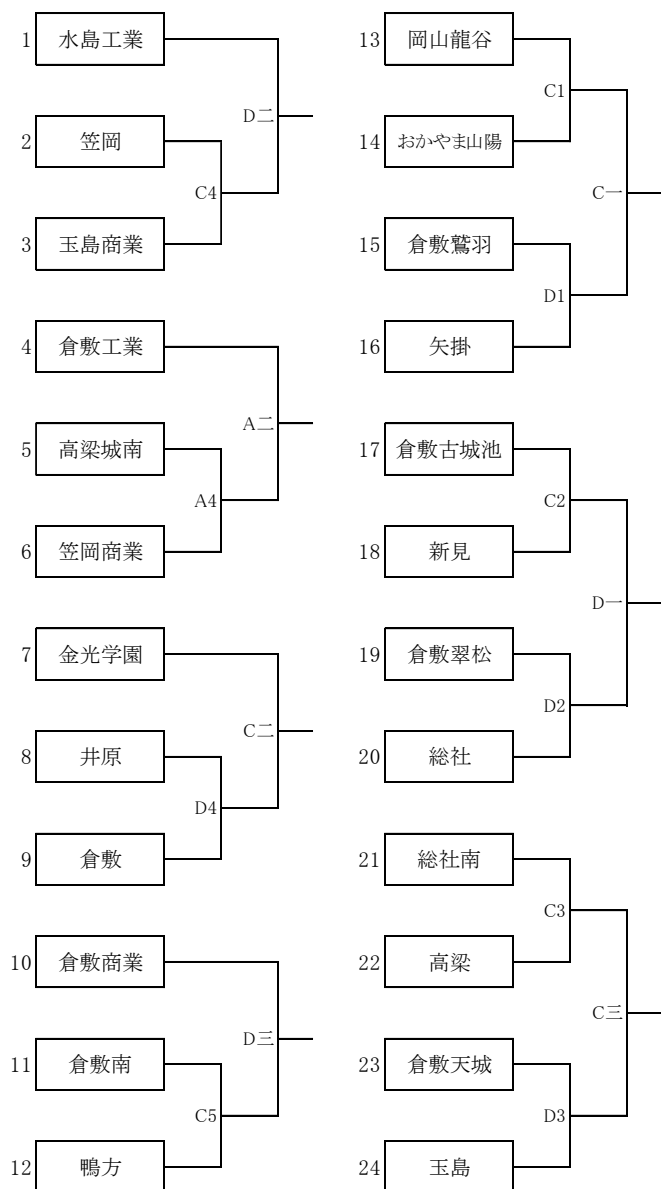 1 水島工業
D二
2 笠岡
C4
3 玉島商業
4 倉敷工業
A二
5 高梁城南
A4
6 笠岡商業
7 金光学園
C二
8 井原
D4
9 倉敷
10 倉敷商業
D三
11 倉敷南
C5
12 鴨方
13 岡山龍谷
C1
14 おかやま山陽
C一
15 倉敷鷲羽
D1
16 矢掛
17 倉敷古城池
C2
18 新見
D一
19 倉敷翠松
D2
20 総社
21 総社南
C3
22 高梁
C三
23 倉敷天城
D3
24 玉島